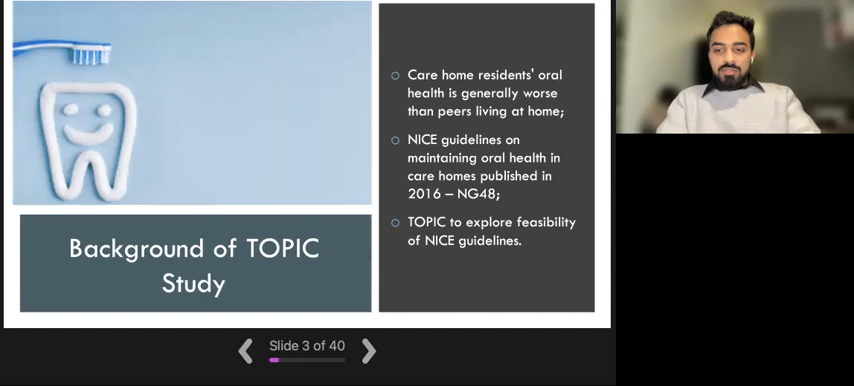 Care home residents' oral
health is generally worse
than peers living at home;
NICE guidelines on
maintaining oral health in
care homes published in
2016 – NG48;
TOPIC to explore feasibility
of NICE guidelines.
Background of TOPIC
Study
Slide 3 of 40